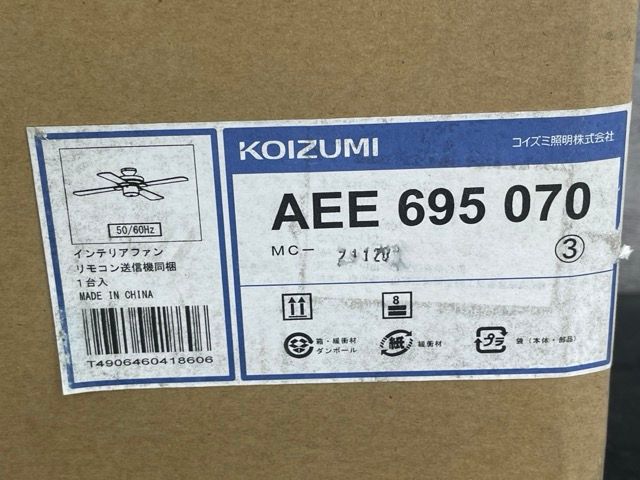 50/60Hz
インテリアファン
リモコン送信機同梱
1台入
MADE IN CHINA
T4906460418606
KOIZUMI
コイズミ照明株式会社
AEE 695 070
MC-
③
8
箱・緩衝材
ダンボール
紙
緩衝材
プラ
袋(本体・部品)